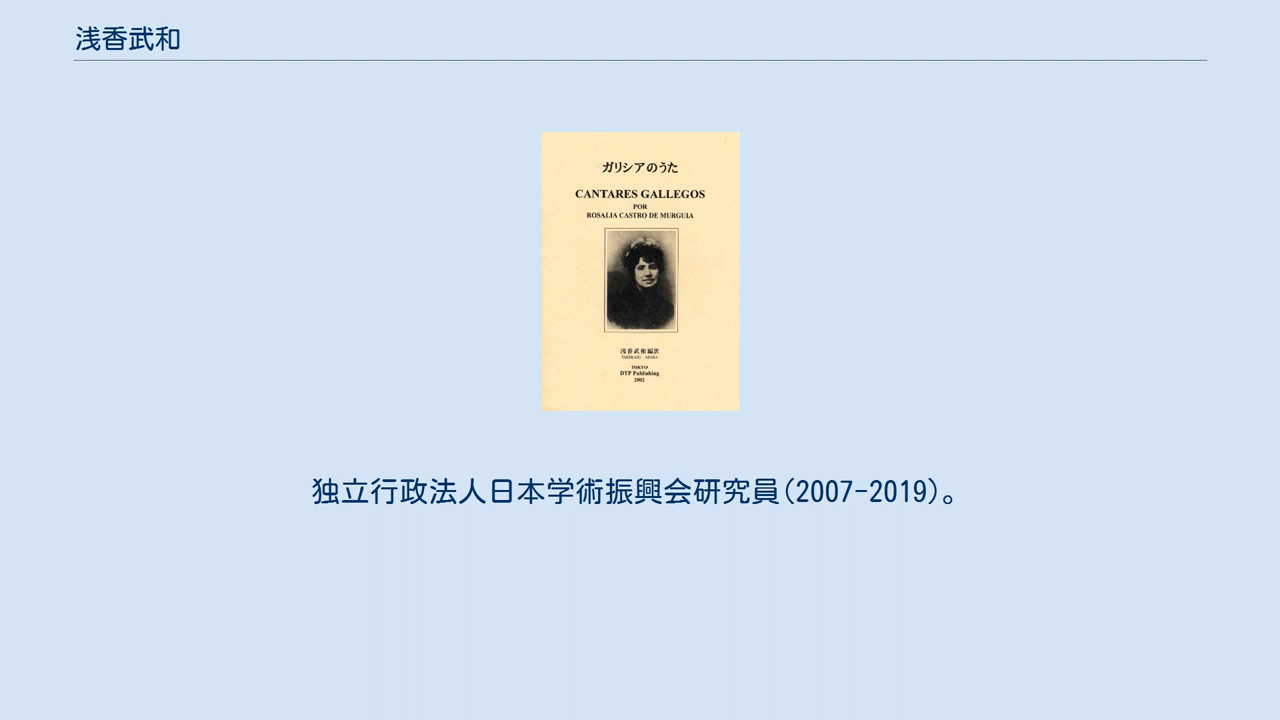 浅香武和
ガリシアのうた
CANTARES GALLEGOS
POR
ROSALIA CASTRO DE MURGUIA
浅香武和編訳
TAKEKAZU ASAKA
TOKYO
DTP Publishing
2002
独立行政法人日本学術振興会研究員(2007-2019)。